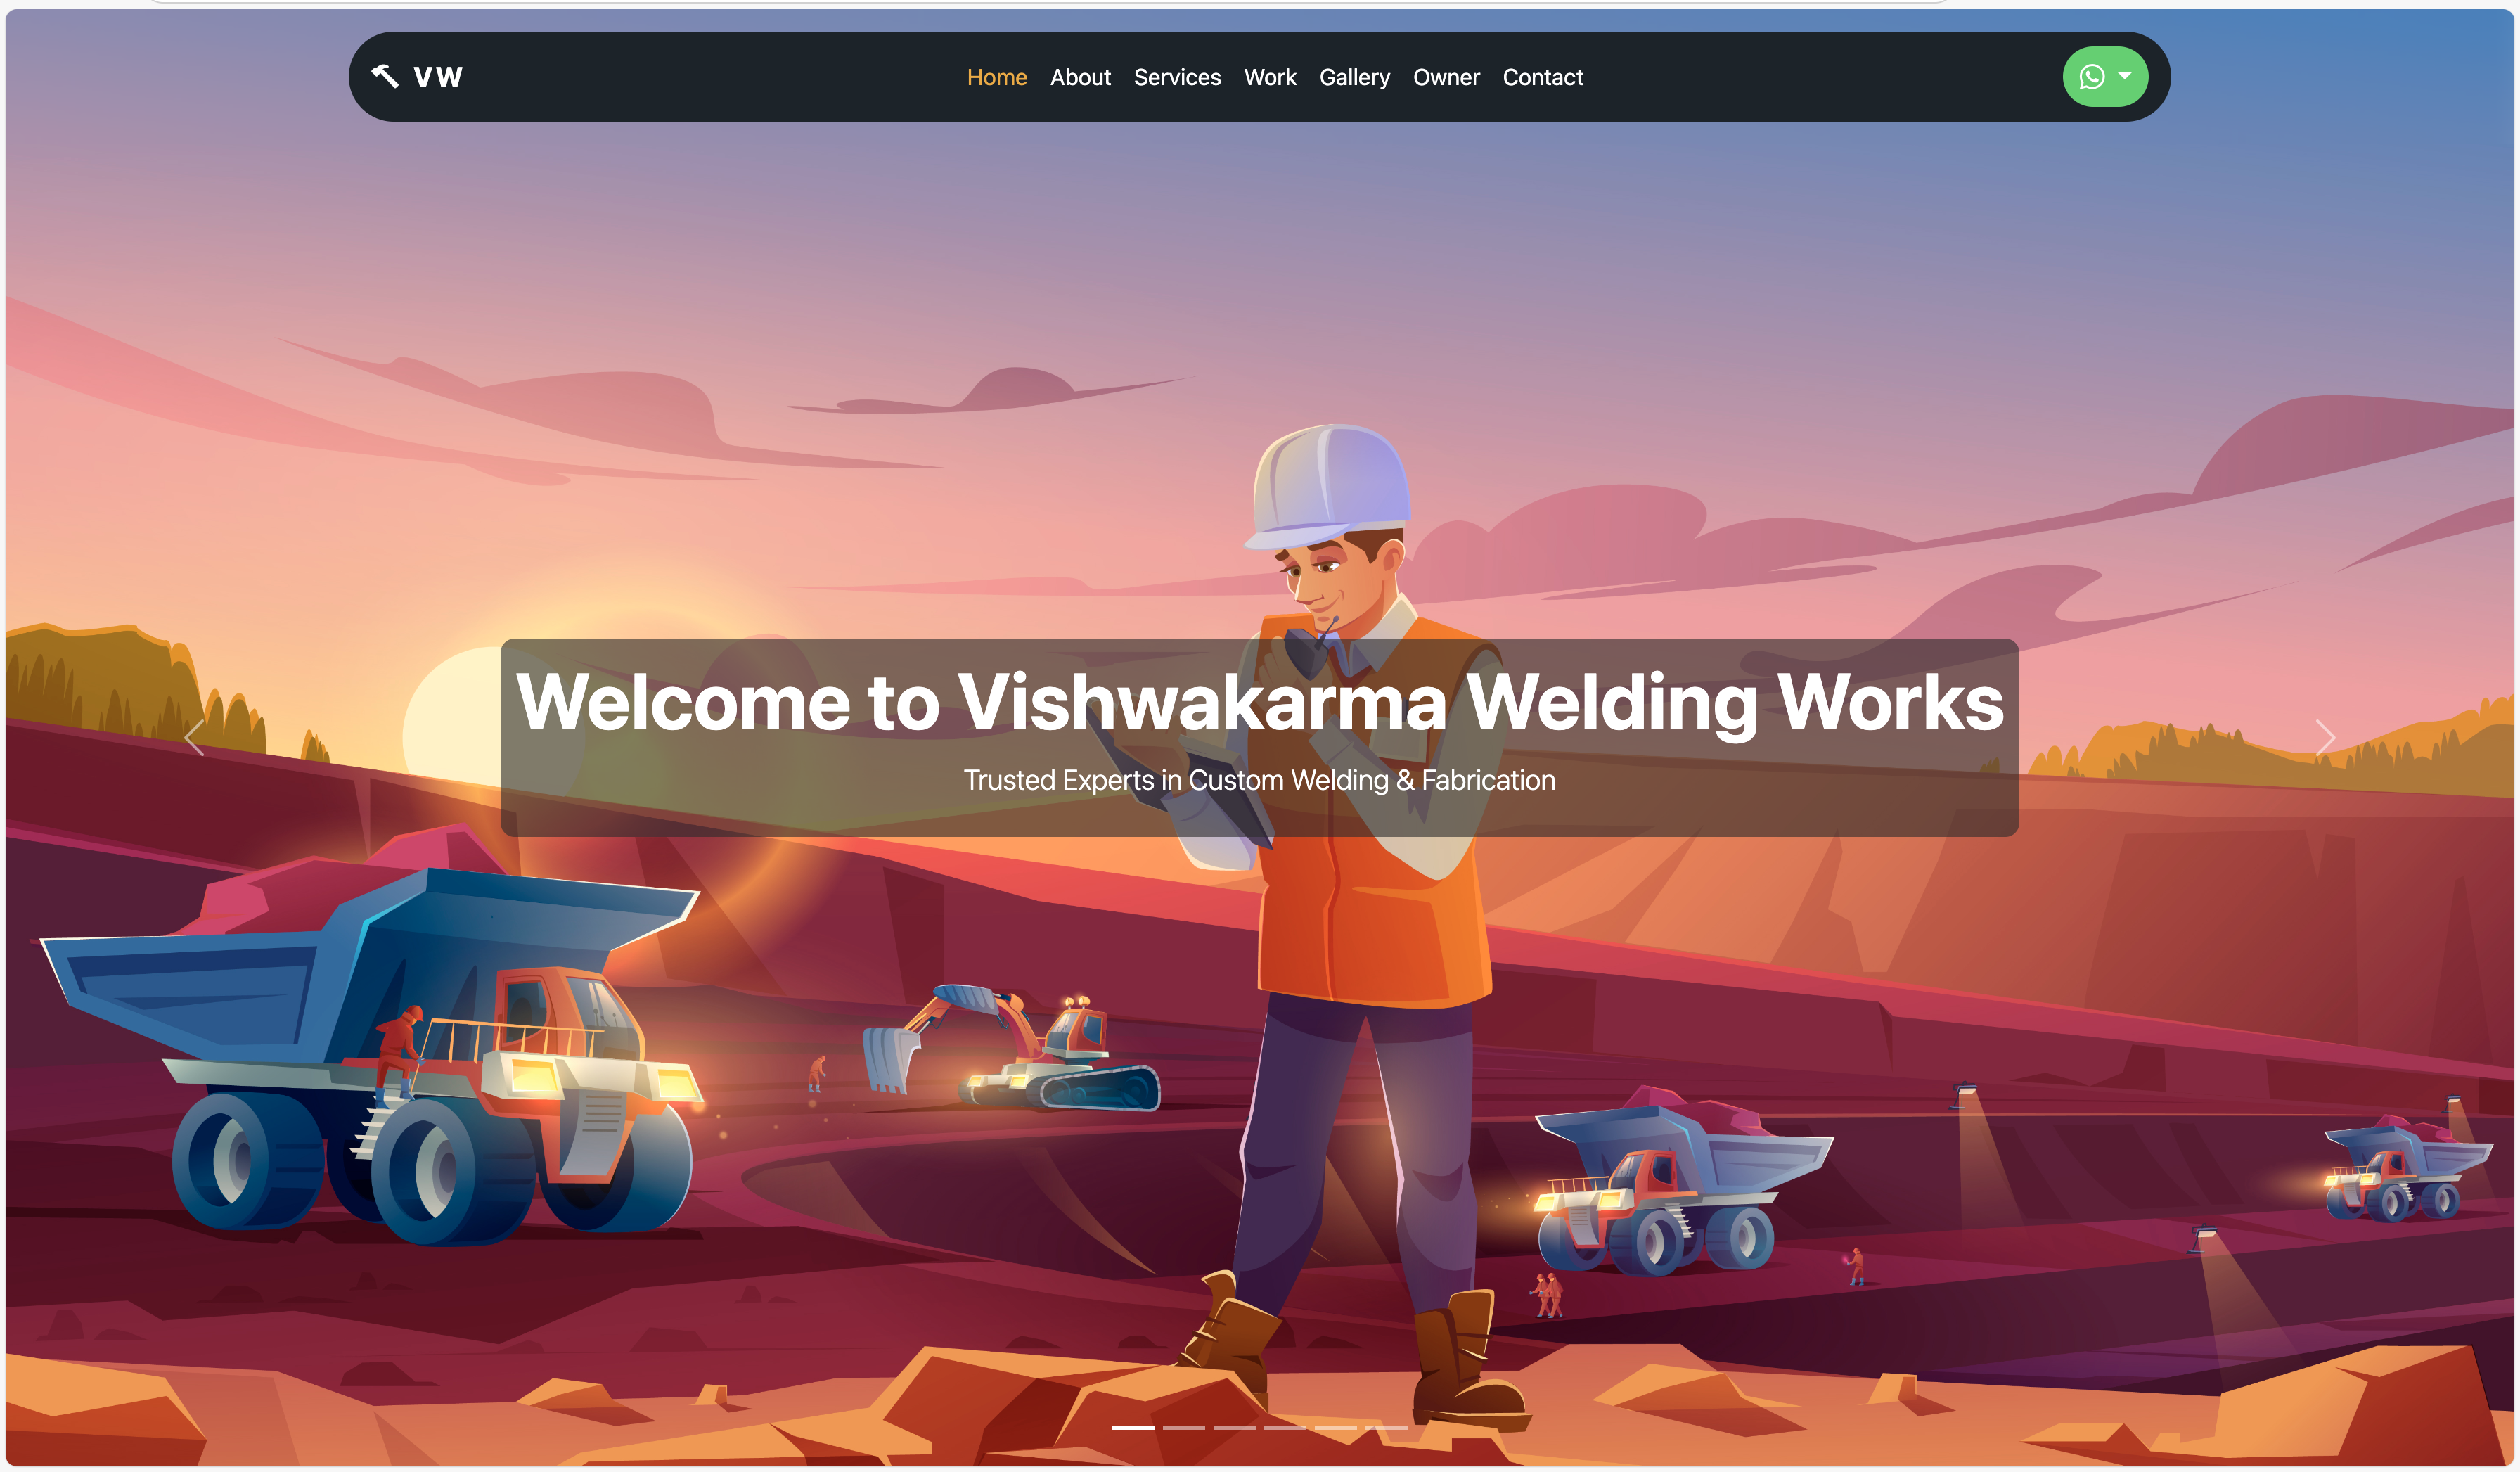 VW
Home About Services Work Gallery Owner Contact
Welcome to Vishwakarma Welding Works
Trusted Experts in Custom Welding & Fabrication